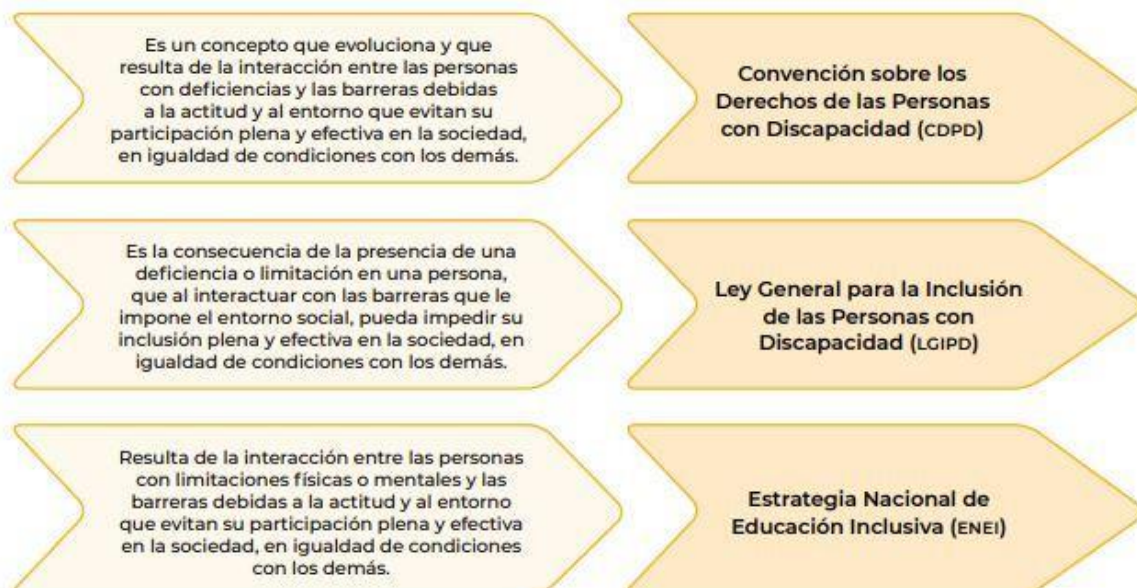 Es un concepto que evoluciona y que
resulta de la interacción entre las personas
con deficiencias y las barreras debidas
a la actitud y al entorno que evitan su
participación plena y efectiva en la sociedad,
en igualdad de condiciones con los demás.
Convención sobre los
Derechos de las Personas
con Discapacidad (CDPD)
Es la consecuencia de la presencia de una
deficiencia o limitación en una persona,
que al interactuar con las barreras que le
impone el entorno social, pueda impedir su
inclusión plena y efectiva en la sociedad, en
igualdad de condiciones con los demás.
Ley General para la Inclusión
de las Personas con
Discapacidad (LGIPD)
Resulta de la interacción entre las personas
con limitaciones físicas o mentales y las
barreras debidas a la actitud y al entorno
que evitan su participación plena y efectiva
en la sociedad, en igualdad de condiciones
con los demás.
Estrategia Nacional de
Educación Inclusiva (ENEI)